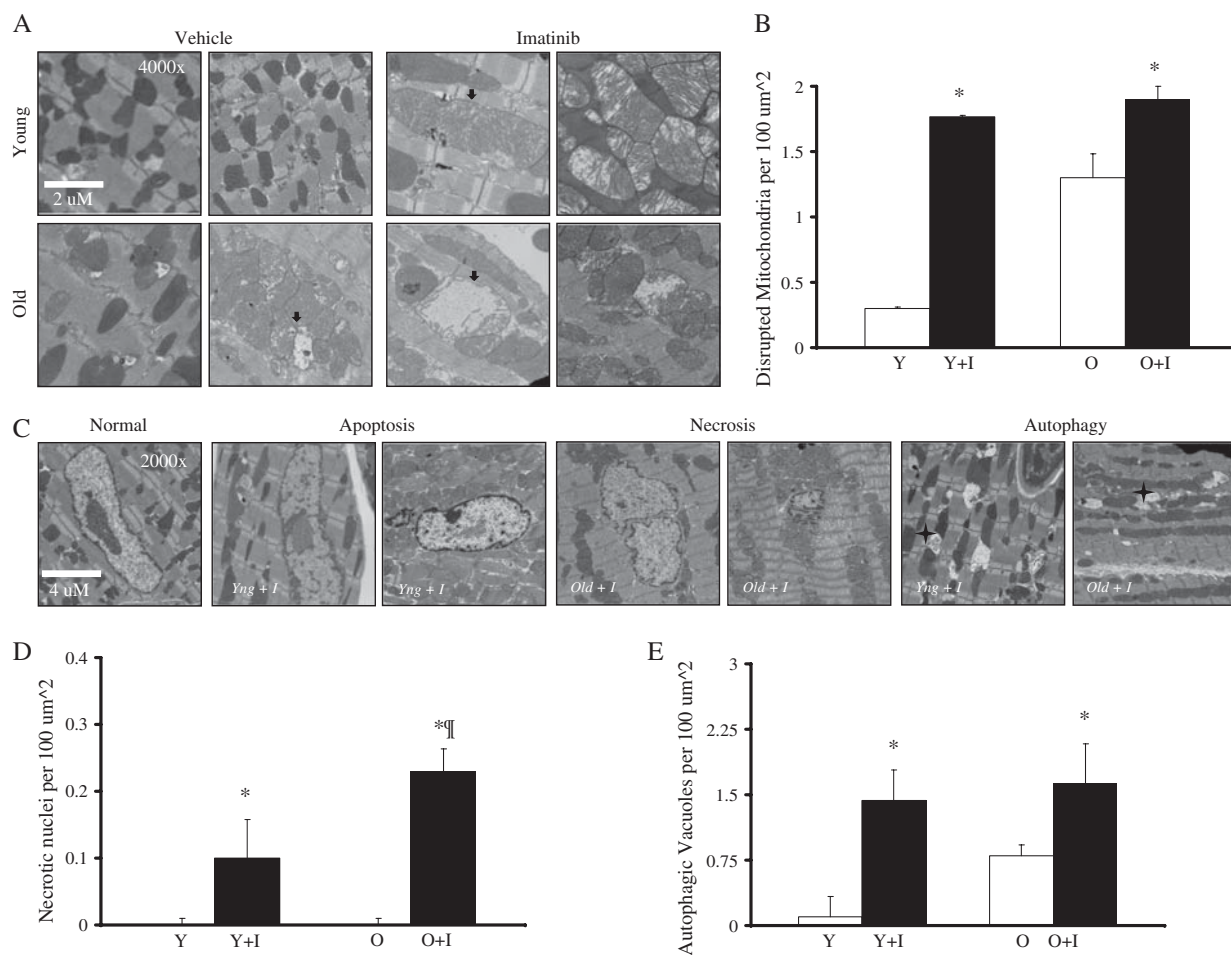 A
Vehicle
Imatinib
Young
4000x
2 uM
Old
B
Disrupted Mitochondria per 100 um^2
2
*
*
1.5
1
0.5
0
Y
Y+I
O
O+I
C
Normal
Apoptosis
Necrosis
Autophagy
2000x
4 uM
Yng + I
Yng + I
Old + I
Old + I
Yng + I
Old + I
D
Necrotic nuclei per 100 um^2
0.4
0.3
*¶
0.2
*
0.1
0
Y
Y+I
O
O+I
E
Autophagic Vacuoles per 100 um^2
3
2.25
*
*
1.5
0.75
0
Y
Y+I
O
O+I